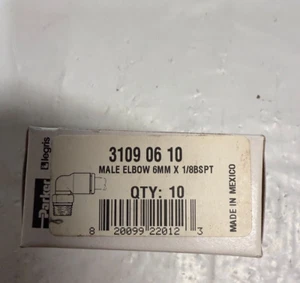 Parker
legris
3109 06 10
MALE ELBOW 6MM X 1/8BSPT
QTY: 10
MADE IN MEXICO
8 20099 22012 3